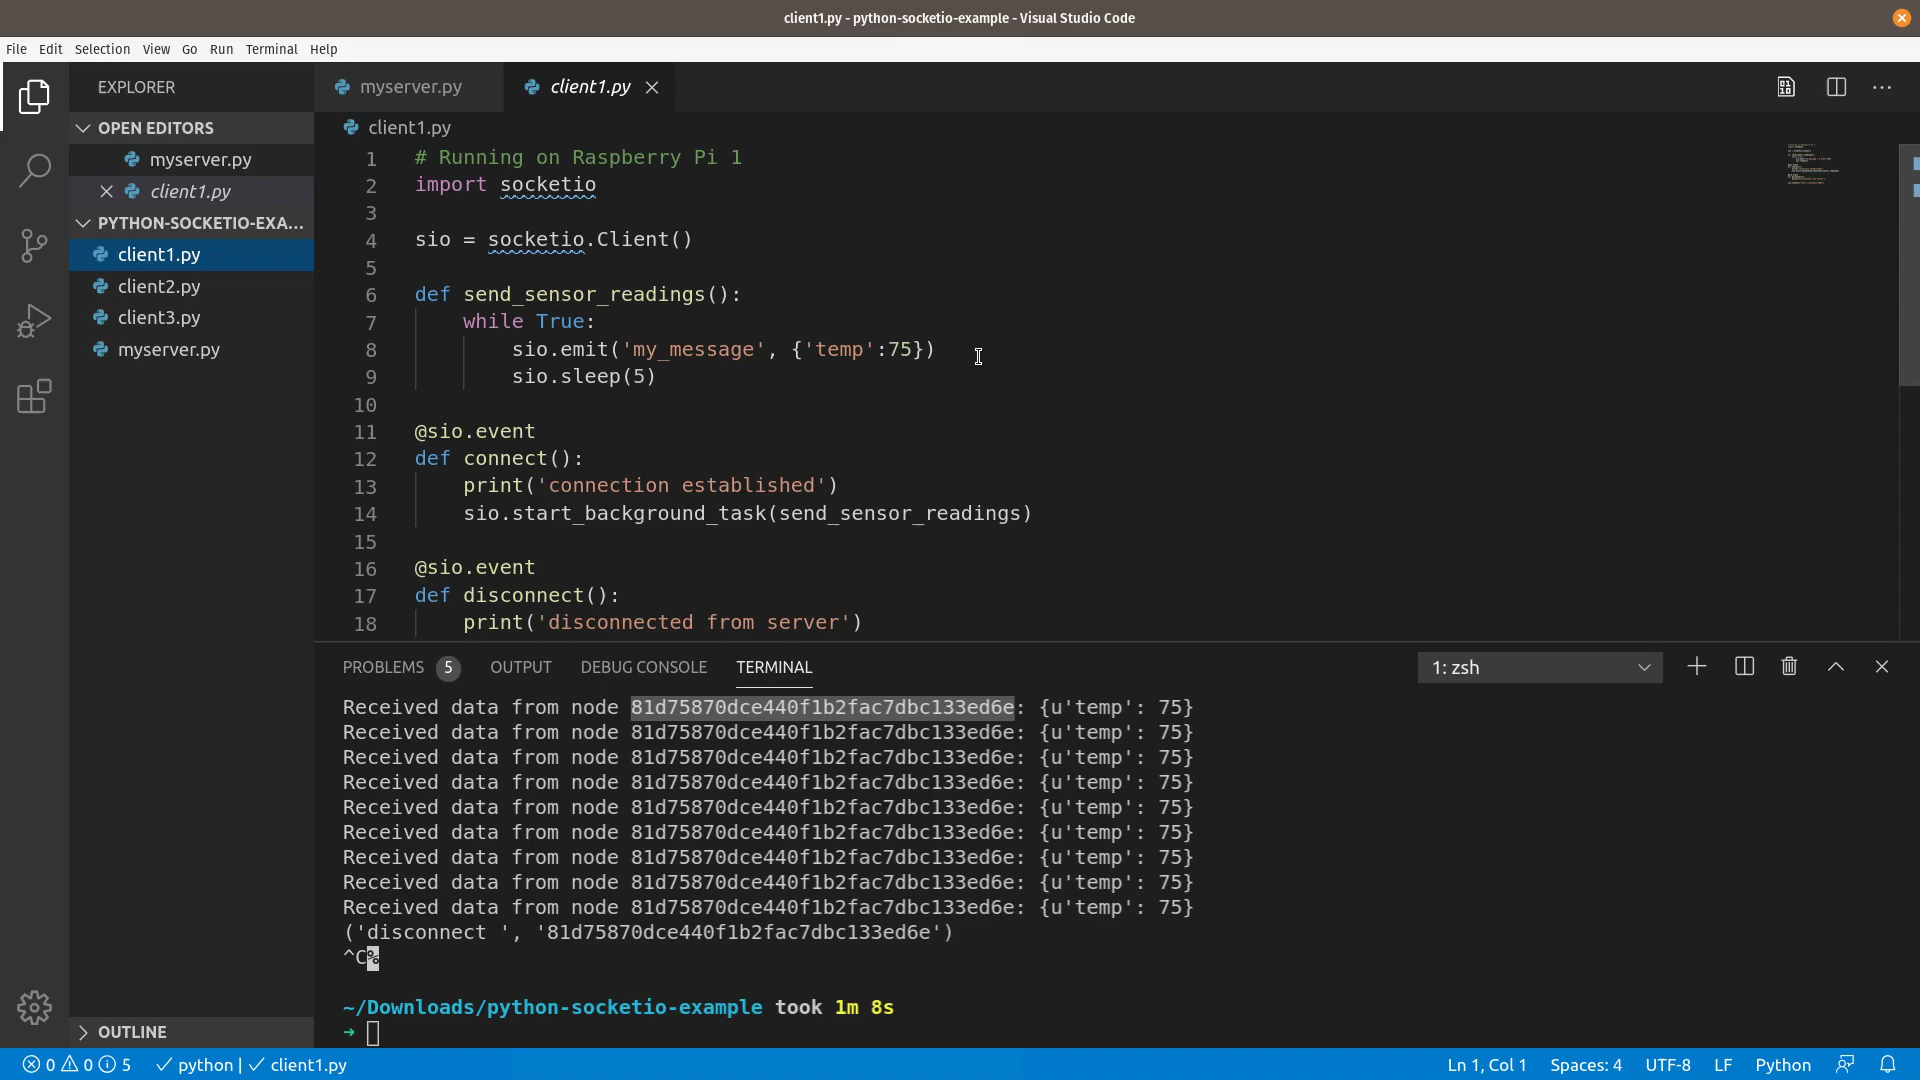 client1.py - python-socketio-example - Visual Studio Code
File Edit Selection View Go Run Terminal Help
EXPLORER
OPEN EDITORS
myserver.py
client1.py
PYTHON-SOCKETIO-EXA...
client1.py
client2.py
client3.py
myserver.py
OUTLINE
myserver.py client1.py
client1.py
1 # Running on Raspberry Pi 1
2 import socketio
3
4 sio = socketio.Client()
5
6 def send_sensor_readings():
7 while True:
8 sio.emit('my_message', {'temp':75})
9 sio.sleep(5)
10
11 @sio.event
12 def connect():
13 print('connection established')
14 sio.start_background_task(send_sensor_readings)
15
16 @sio.event
17 def disconnect():
18 print('disconnected from server')
PROBLEMS 5 OUTPUT DEBUG CONSOLE TERMINAL 1: zsh
Received data from node 81d75870dce440f1b2fac7dbc133ed6e: {u'temp': 75}
Received data from node 81d75870dce440f1b2fac7dbc133ed6e: {u'temp': 75}
Received data from node 81d75870dce440f1b2fac7dbc133ed6e: {u'temp': 75}
Received data from node 81d75870dce440f1b2fac7dbc133ed6e: {u'temp': 75}
Received data from node 81d75870dce440f1b2fac7dbc133ed6e: {u'temp': 75}
Received data from node 81d75870dce440f1b2fac7dbc133ed6e: {u'temp': 75}
Received data from node 81d75870dce440f1b2fac7dbc133ed6e: {u'temp': 75}
Received data from node 81d75870dce440f1b2fac7dbc133ed6e: {u'temp': 75}
Received data from node 81d75870dce440f1b2fac7dbc133ed6e: {u'temp': 75}
('disconnect ', '81d75870dce440f1b2fac7dbc133ed6e')
^C%
~/Downloads/python-socketio-example took 1m 8s
➜
0 0 5 python | client1.py Ln 1, Col 1 Spaces: 4 UTF-8 LF Python